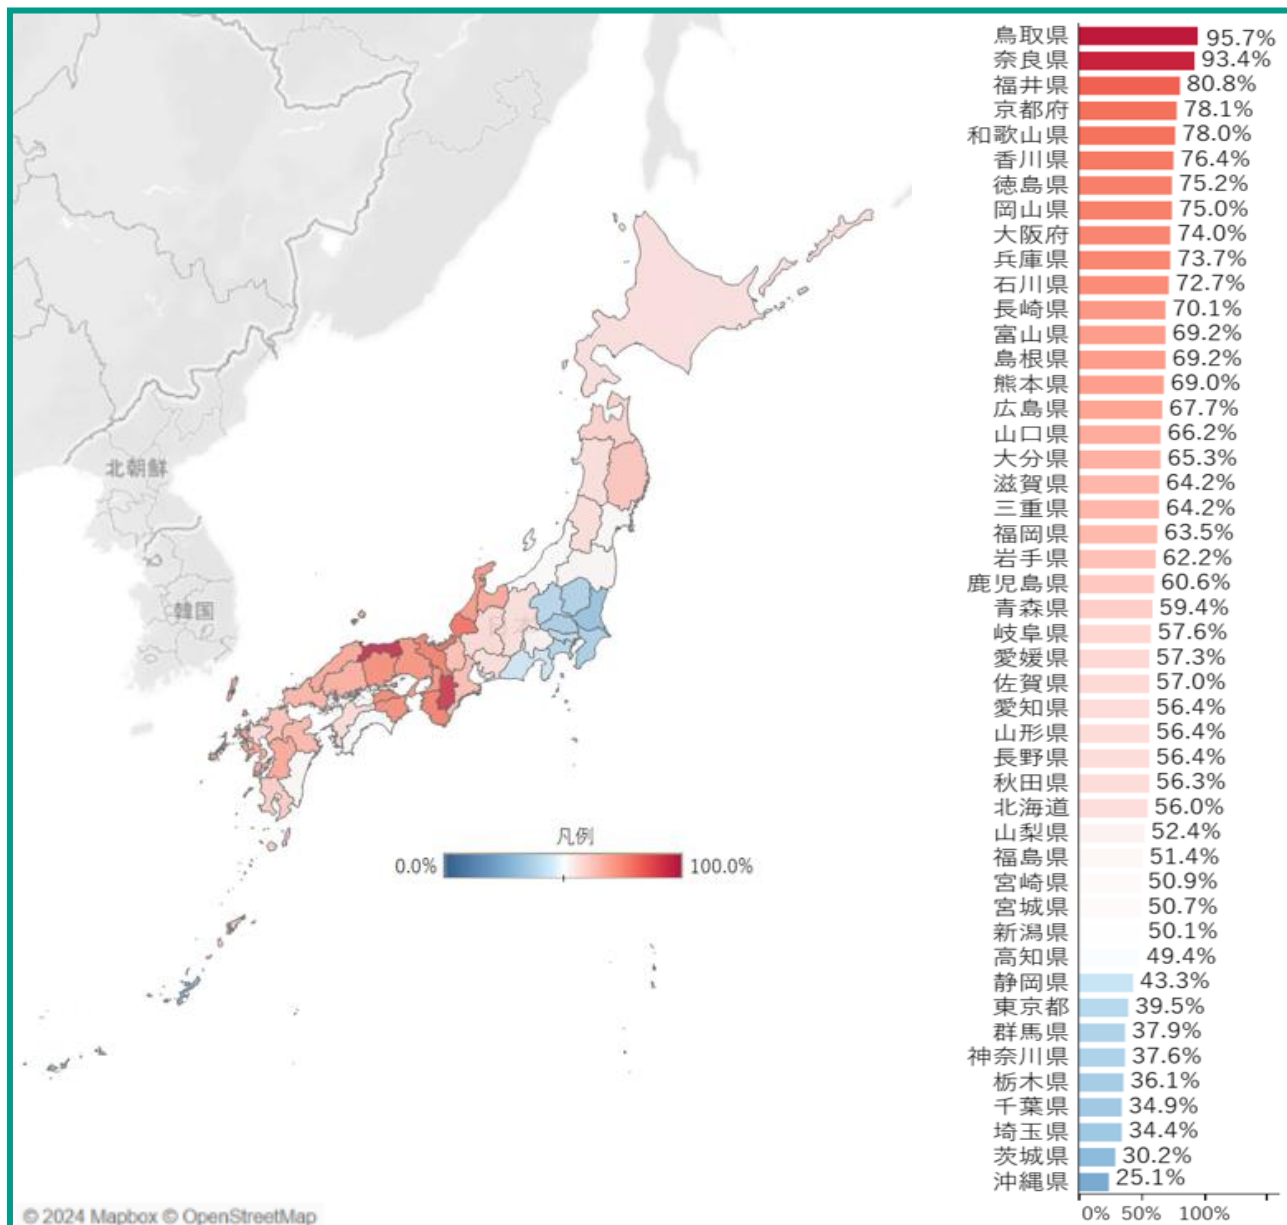 北朝鮮
韓国
凡例
0.0% 100.0%
© 2024 Mapbox © OpenStreetMap
鳥取県 95.7%
奈良県 93.4%
福井県 80.8%
京都府 78.1%
和歌山県 78.0%
香川県 76.4%
徳島県 75.2%
岡山県 75.0%
大阪府 74.0%
兵庫県 73.7%
石川県 72.7%
長崎県 70.1%
富山県 69.2%
島根県 69.2%
熊本県 69.0%
広島県 67.7%
山口県 66.2%
大分県 65.3%
滋賀県 64.2%
三重県 64.2%
福岡県 63.5%
岩手県 62.2%
鹿児島県 60.6%
青森県 59.4%
岐阜県 57.6%
愛媛県 57.3%
佐賀県 57.0%
愛知県 56.4%
山形県 56.4%
長野県 56.4%
秋田県 56.3%
北海道 56.0%
山梨県 52.4%
福島県 51.4%
宮崎県 50.9%
宮城県 50.7%
新潟県 50.1%
高知県 49.4%
静岡県 43.3%
東京都 39.5%
群馬県 37.9%
神奈川県 37.6%
栃木県 36.1%
千葉県 34.9%
埼玉県 34.4%
茨城県 30.2%
沖縄県 25.1%
0% 50% 100%